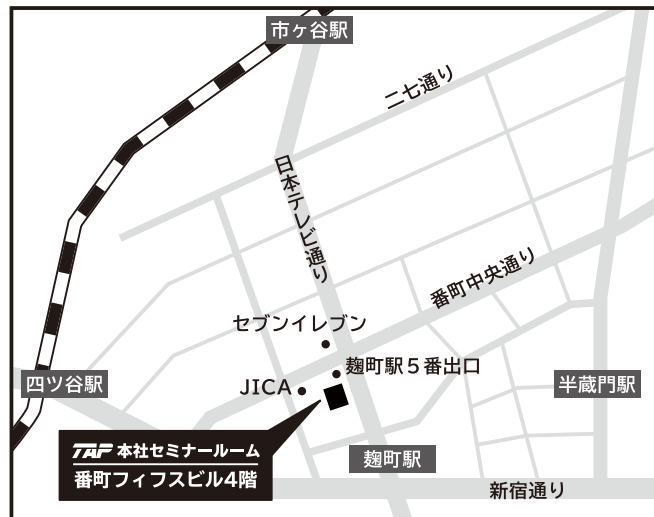 市ヶ谷駅
二七通り
日本テレビ通り
番町中央通り
セブンイレブン
麹町駅5番出口
JICA
四ツ谷駅
半蔵門駅
TAP 本社セミナールーム
番町フィフスビル4階
麹町駅
新宿通り